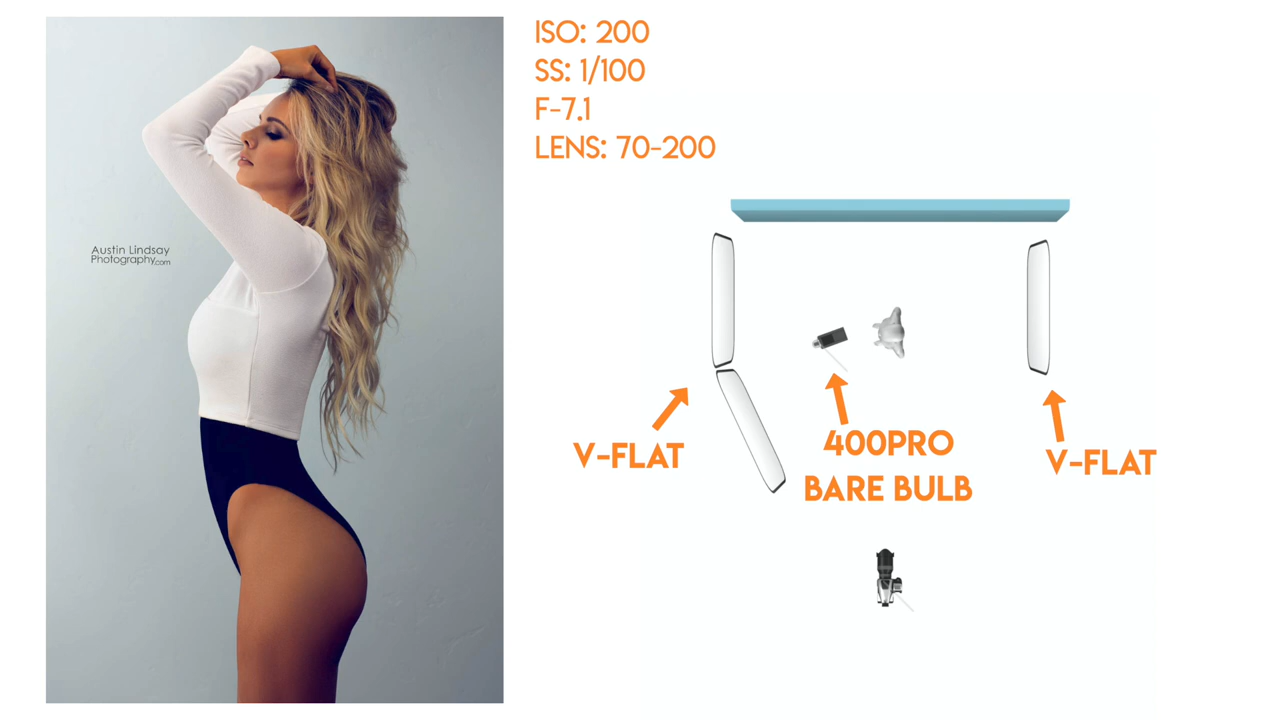 ISO: 200
SS: 1/100
F-7.1
LENS: 70-200
Austin Lindsay
Photography.com
V-FLAT
400PRO
BARE BULB
V-FLAT